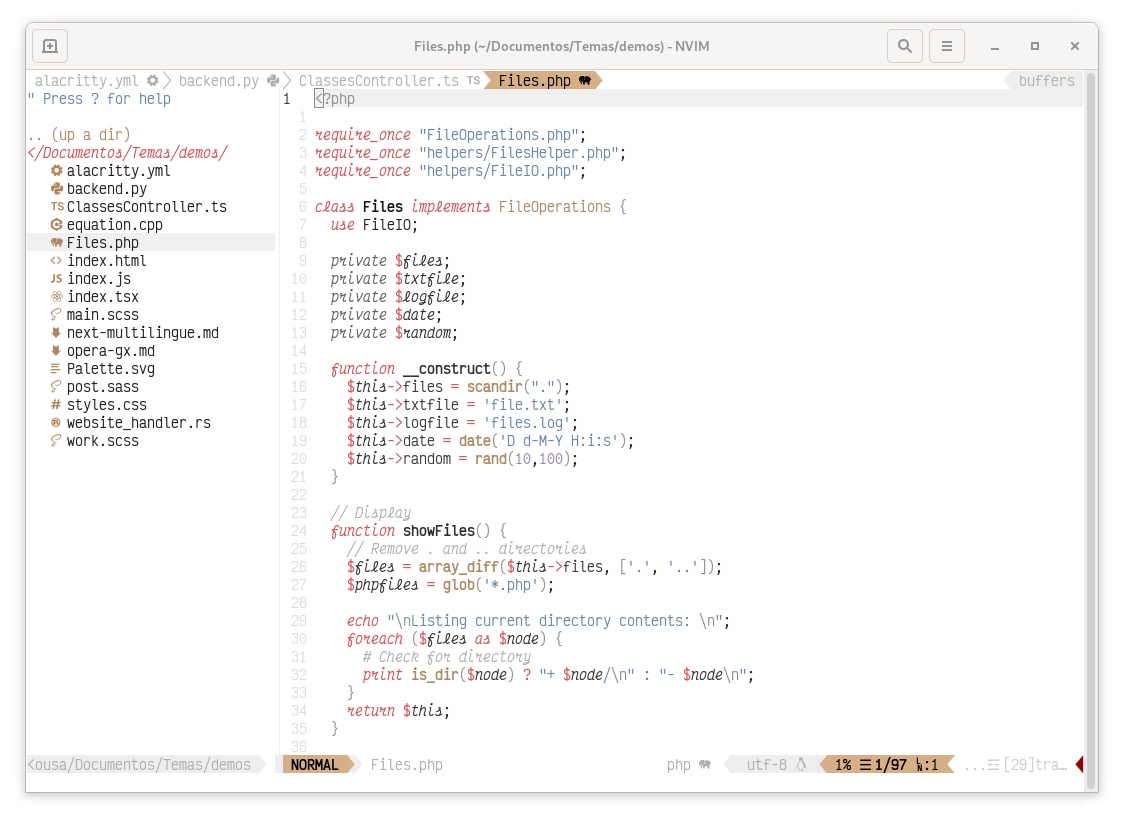 Files.php (~/Documentos/Temas/demos) - NVIM
alacritty.yml backend.py ClassesController.ts TS Files.php buffers
" Press ? for help
.. (up a dir)
</Documentos/Temas/demos/
alacritty.yml
backend.py
TS ClassesController.ts
equation.cpp
Files.php
<> index.html
JS index.js
index.tsx
main.scss
next-multilingue.md
opera-gx.md
Palette.svg
post.sass
# styles.css
website_handler.rs
work.scss
1 <?php
1
2 require_once "FileOperations.php";
3 require_once "helpers/FilesHelper.php";
4 require_once "helpers/FileIO.php";
5
6 class Files implements FileOperations {
7   use FileIO;
8
9   private $files;
10   private $txtfile;
11   private $logfile;
12   private $date;
13   private $random;
14
15   function __construct() {
16     $this->files = scandir(".");
17     $this->txtfile = 'file.txt';
18     $this->logfile = 'files.log';
19     $this->date = date('D d-M-Y H:i:s');
20     $this->random = rand(10,100);
21   }
22
23   // Display
24   function showFiles() {
25     // Remove . and .. directories
26     $files = array_diff($this->files, ['.', '..']);
27     $phpfiles = glob('*.php');
28
29     echo "\nListing current directory contents: \n";
30     foreach ($files as $node) {
31       # Check for directory
32       print is_dir($node) ? "+ $node/\n" : "- $node\n";
33     }
34     return $this;
35   }
36
<ousa/Documentos/Temas/demos NORMAL Files.php php utf-8 1% ☰ 1/97 :1 ...☲ [29]tra…